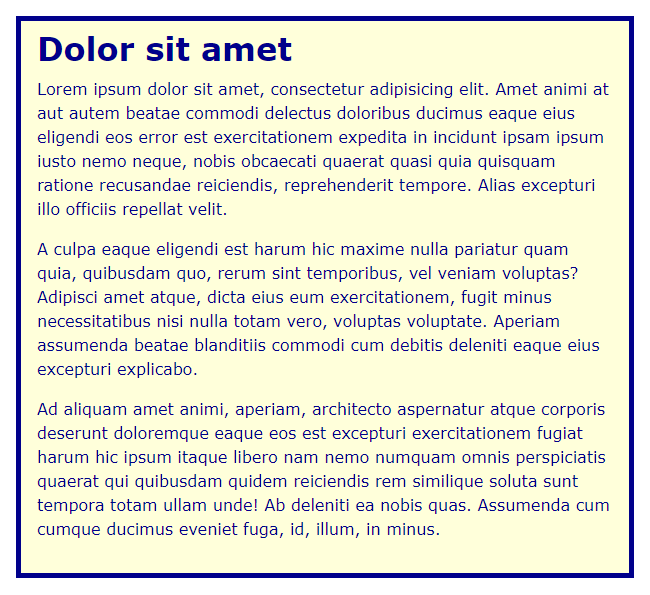 Dolor sit amet
Lorem ipsum dolor sit amet, consectetur adipisicing elit. Amet animi at
aut autem beatae commodi delectus doloribus ducimus eaque eius
eligendi eos error est exercitationem expedita in incidunt ipsam ipsum
iusto nemo neque, nobis obcaecati quaerat quasi quia quisquam
ratione recusandae reiciendis, reprehenderit tempore. Alias excepturi
illo officiis repellat velit.
A culpa eaque eligendi est harum hic maxime nulla pariatur quam
quia, quibusdam quo, rerum sint temporibus, vel veniam voluptas?
Adipisci amet atque, dicta eius eum exercitationem, fugit minus
necessitatibus nisi nulla totam vero, voluptas voluptate. Aperiam
assumenda beatae blanditiis commodi cum debitis deleniti eaque eius
excepturi explicabo.
Ad aliquam amet animi, aperiam, architecto aspernatur atque corporis
deserunt doloremque eaque eos est excepturi exercitationem fugiat
harum hic ipsum itaque libero nam nemo numquam omnis perspiciatis
quaerat qui quibusdam quidem reiciendis rem similique soluta sunt
tempora totam ullam unde! Ab deleniti ea nobis quas. Assumenda cum
cumque ducimus eveniet fuga, id, illum, in minus.